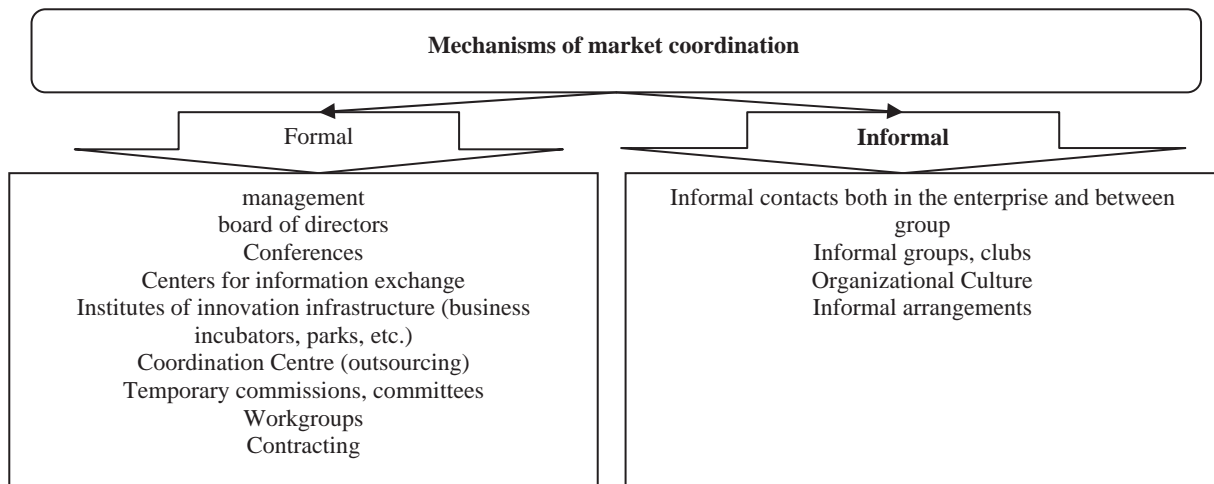 Mechanisms of market coordination
Formal
management
board of directors
Conferences
Centers for information exchange
Institutes of innovation infrastructure (business
incubators, parks, etc.)
Coordination Centre (outsourcing)
Temporary commissions, committees
Workgroups
Contracting
Informal
Informal contacts both in the enterprise and between
group
Informal groups, clubs
Organizational Culture
Informal arrangements